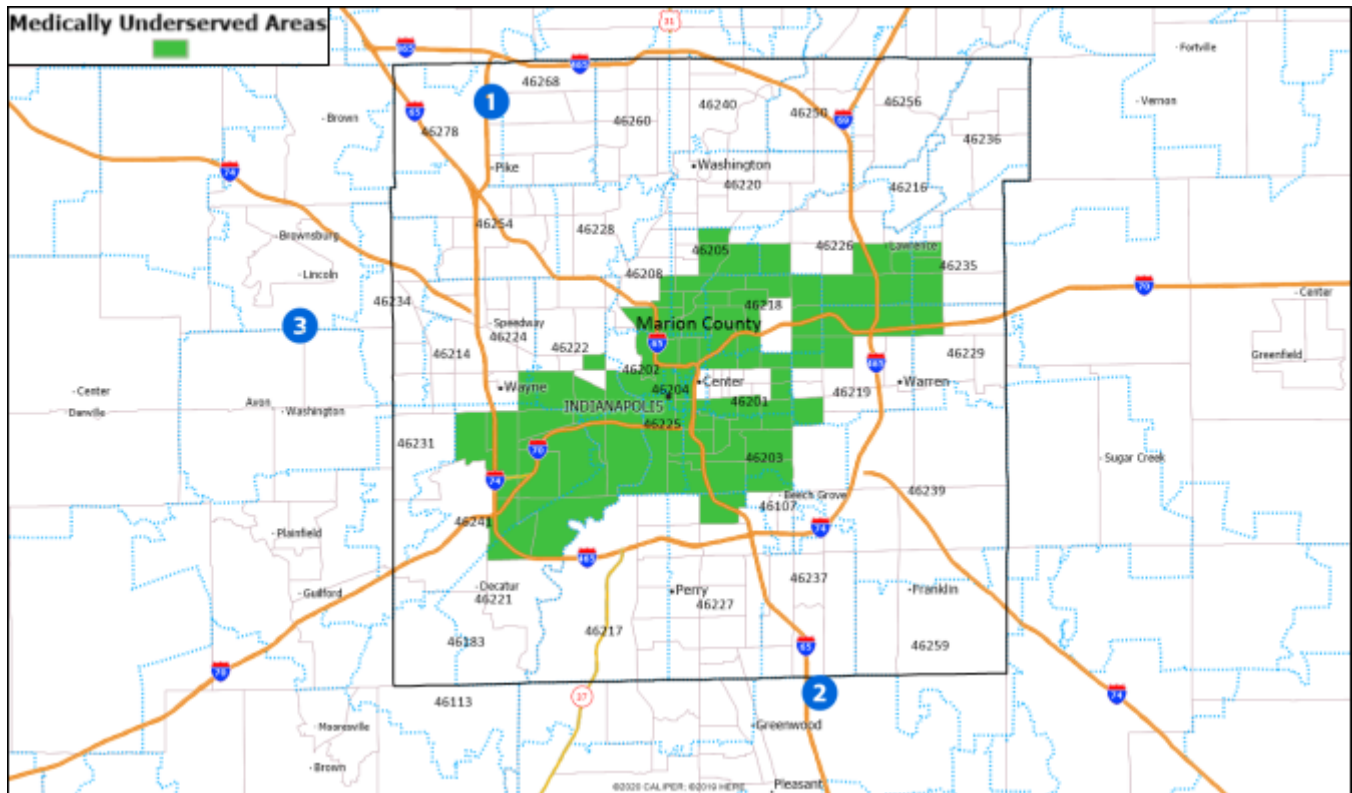 Medically Underserved Areas
31
Fortville
465
465
46268
1
46240
46256
Vernon
65
46278
46260
46250
69
Brown
46236
Pike
Washington
74
46220
46216
46254
46228
Brownsburg
46205
46226
Lawrence
46235
Lincoln
46208
70
Center
46234
46218
3
Speedway
46224
Marion County
65
46222
46214
46229
Greenfield
46202
465
Center
Wayne
46204
Center
46219
Warren
Danville
Avon
Washington
INDIANAPOLIS
46201
46225
46231
70
46203
Sugar Creek
74
Beech Grove
46239
46107
46241
74
Plainfield
465
46237
Decatur
Perry
Franklin
Guilford
46221
46227
46217
46183
65
46259
70
2
74
46113
37
Mooresville
Greenwood
Brown
©2020 CALIPER; ©2019 HERE
Pleasant